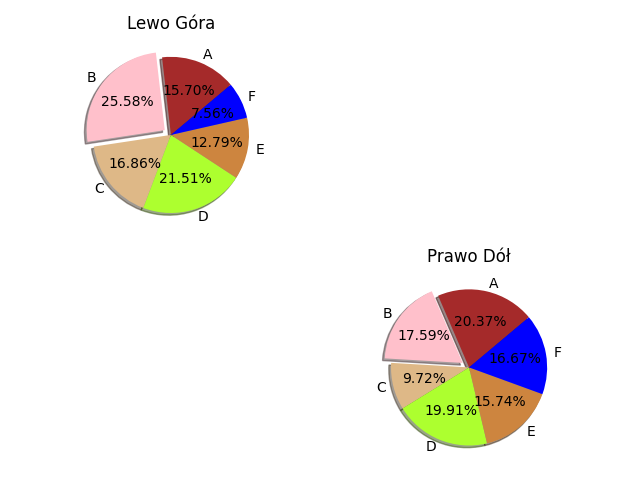 Lewo Góra
A
15.70%
B
25.58%
C
16.86%
D
21.51%
E
12.79%
F
7.56%
Prawo Dół
A
20.37%
B
17.59%
C
9.72%
D
19.91%
E
15.74%
F
16.67%